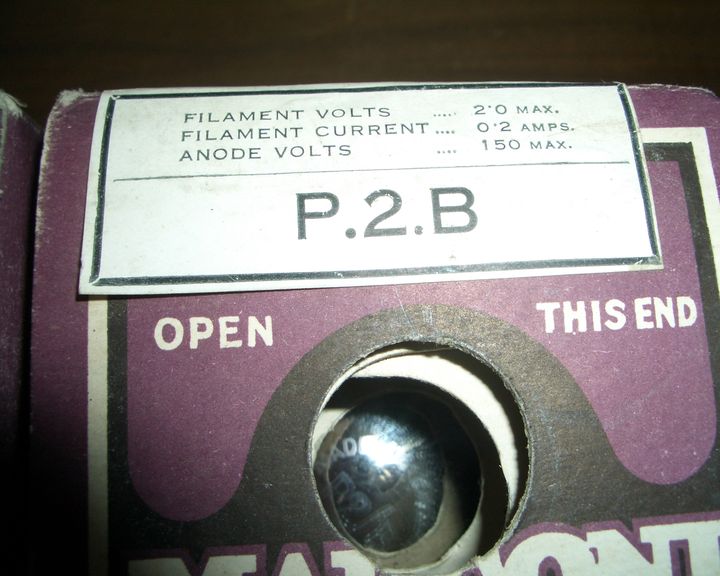 FILAMENT VOLTS ..... 2·0 MAX.
FILAMENT CURRENT .... 0·2 AMPS.
ANODE VOLTS .... 150 MAX.
P.2.B
OPEN THIS END